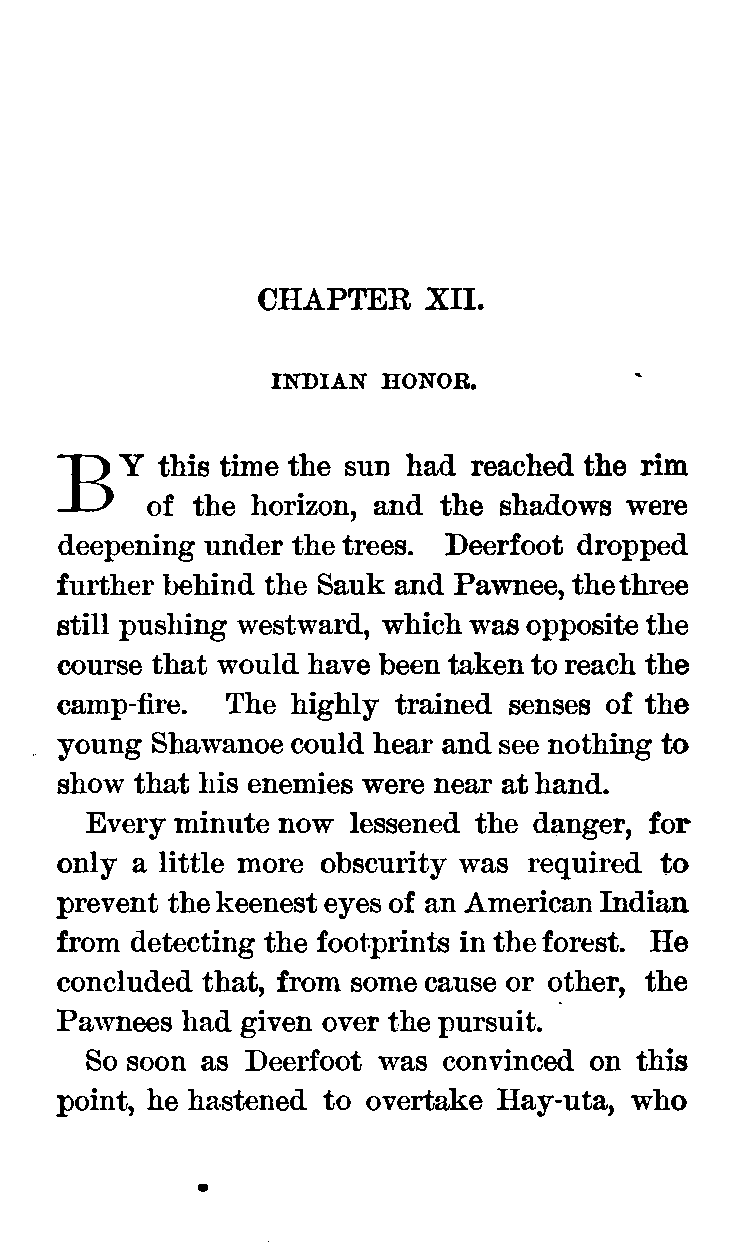 CHAPTER XII.
INDIAN HONOR.
BY this time the sun had reached the rim
of the horizon, and the shadows were
deepening under the trees. Deerfoot dropped
further behind the Sauk and Pawnee, the three
still pushing westward, which was opposite the
course that would have been taken to reach the
camp-fire. The highly trained senses of the
young Shawanoe could hear and see nothing to
show that his enemies were near at hand.
Every minute now lessened the danger, for
only a little more obscurity was required to
prevent the keenest eyes of an American Indian
from detecting the footprints in the forest. He
concluded that, from some cause or other, the
Pawnees had given over the pursuit.
So soon as Deerfoot was convinced on this
point, he hastened to overtake Hay-uta, who